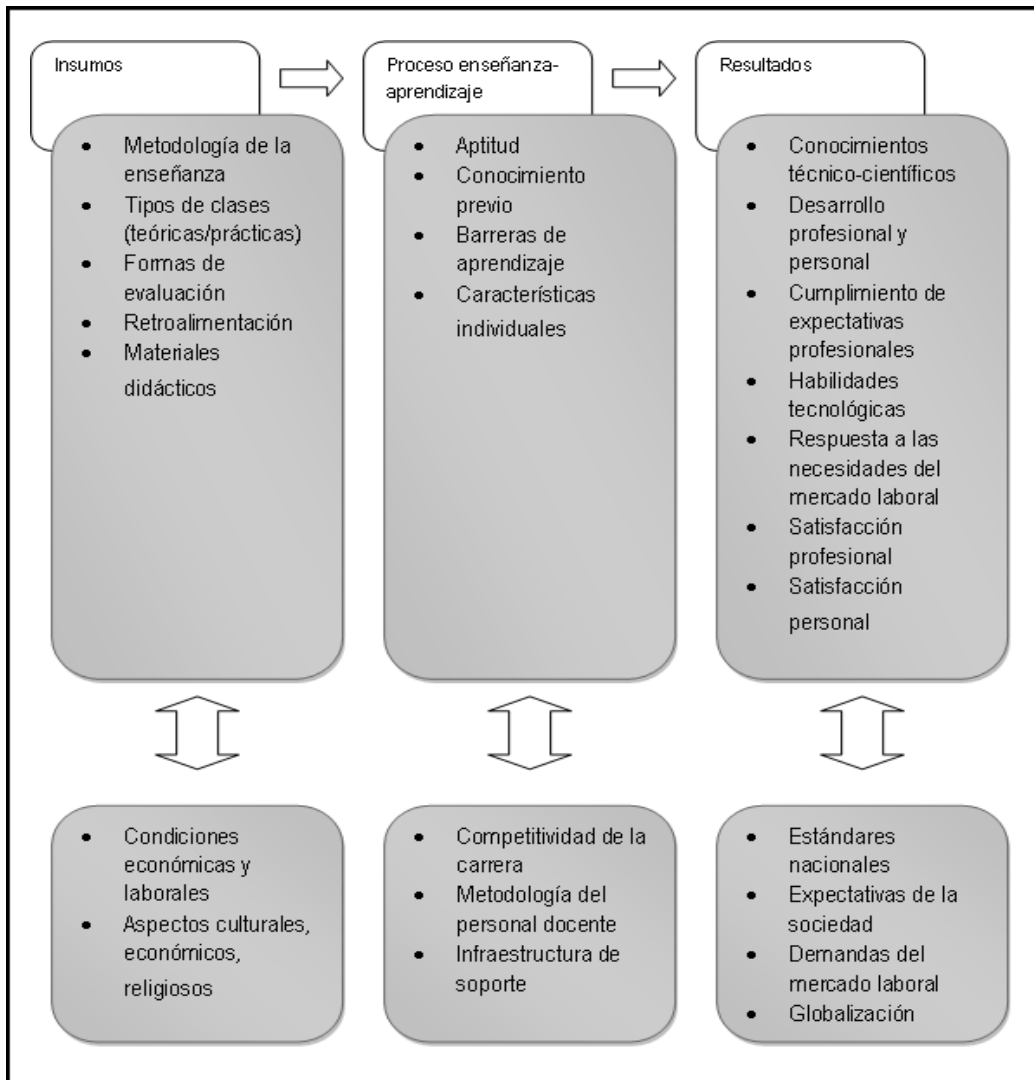 Insumos
Proceso enseñanza-
aprendizaje
Resultados
• Metodología de la
enseñanza
• Tipos de clases
(teóricas/prácticas)
• Formas de
evaluación
• Retroalimentación
• Materiales
didácticos
• Aptitud
• Conocimiento
previo
• Barreras de
aprendizaje
• Características
individuales
• Conocimientos
técnico-científicos
• Desarrollo
profesional y
personal
• Cumplimiento de
expectativas
profesionales
• Habilidades
tecnológicas
• Respuesta a las
necesidades del
mercado laboral
• Satisfacción
profesional
• Satisfacción
personal
• Condiciones
económicas y
laborales
• Aspectos culturales,
económicos,
religiosos
• Competitividad de la
carrera
• Metodología del
personal docente
• Infraestructura de
soporte
• Estándares
nacionales
• Expectativas de la
sociedad
• Demandas del
mercado laboral
• Globalización